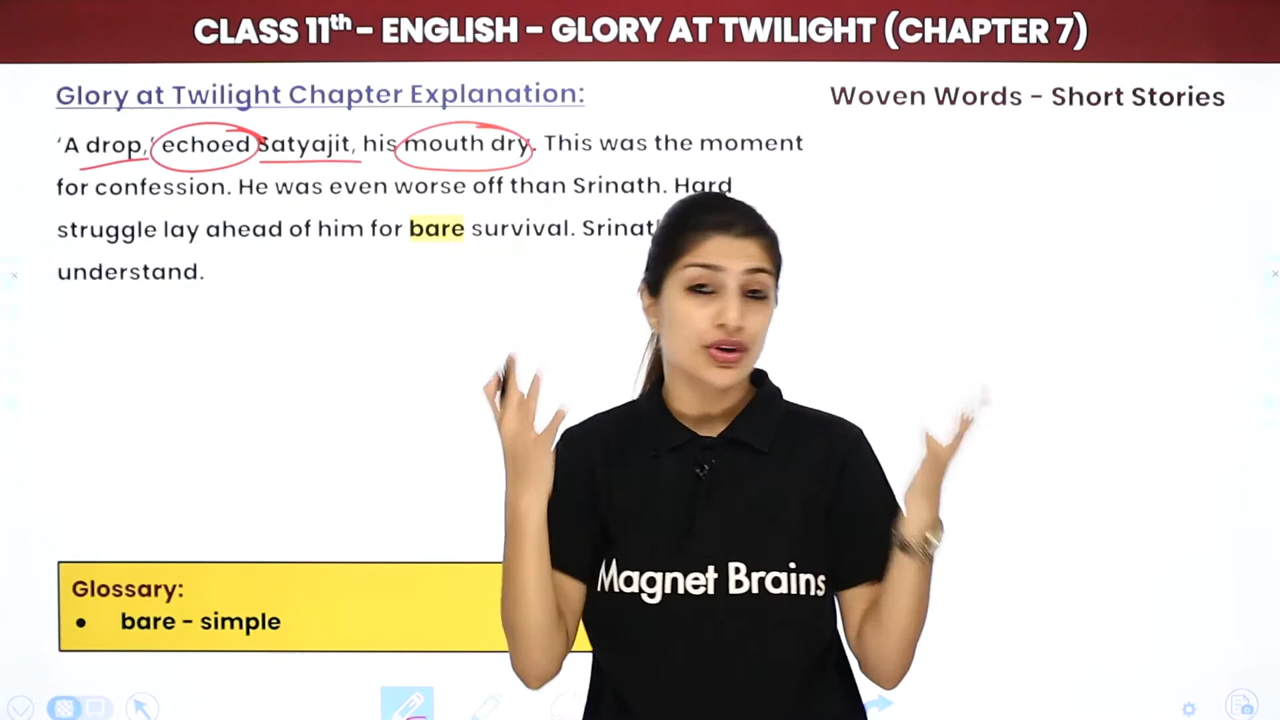 CLASS 11th – ENGLISH – GLORY AT TWILIGHT (CHAPTER 7)
Glory at Twilight Chapter Explanation:
Woven Words – Short Stories
‘A drop,’ echoed Satyajit, his mouth dry. This was the moment
for confession. He was even worse off than Srinath. Hard
struggle lay ahead of him for bare survival.
understand.
Magnet Brains
Glossary:
• bare – simple